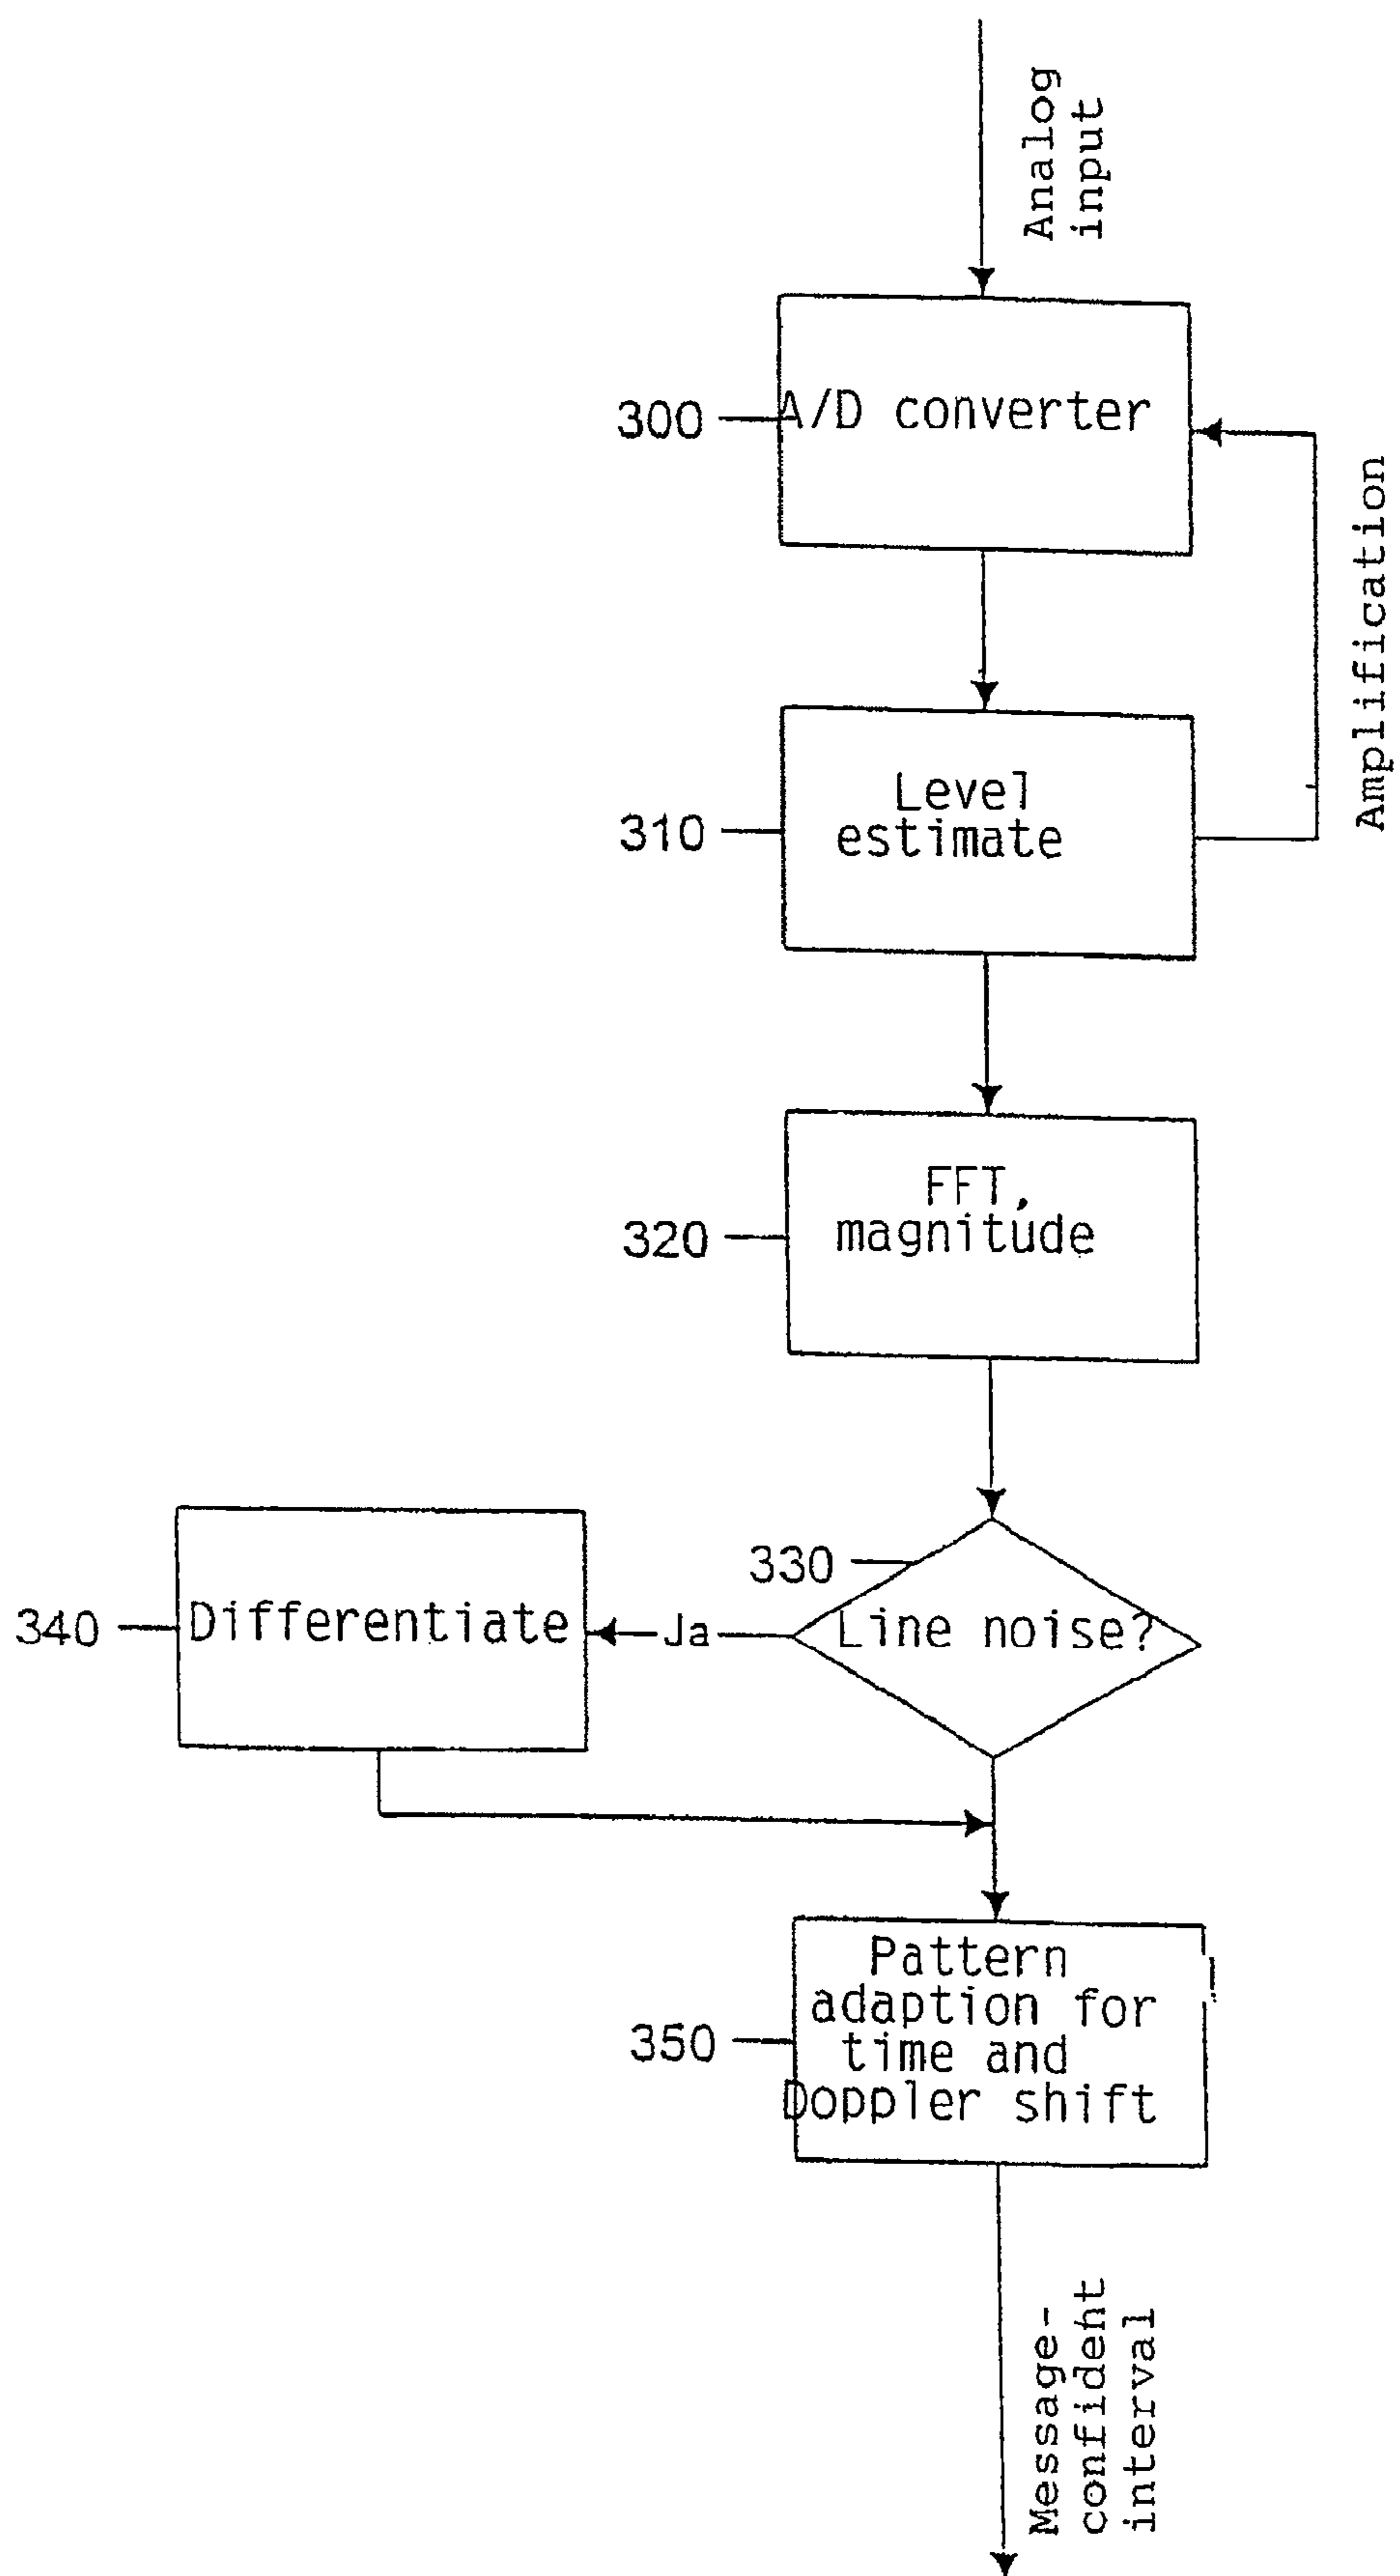 Analog
input
300
A/D converter
Amplification
310
Level
estimate
320
FFT,
magnitude
330
Line noise?
Ja
340
Differentiate
350
Pattern
adaption for
time and
Doppler shift
Message-
confident
interval